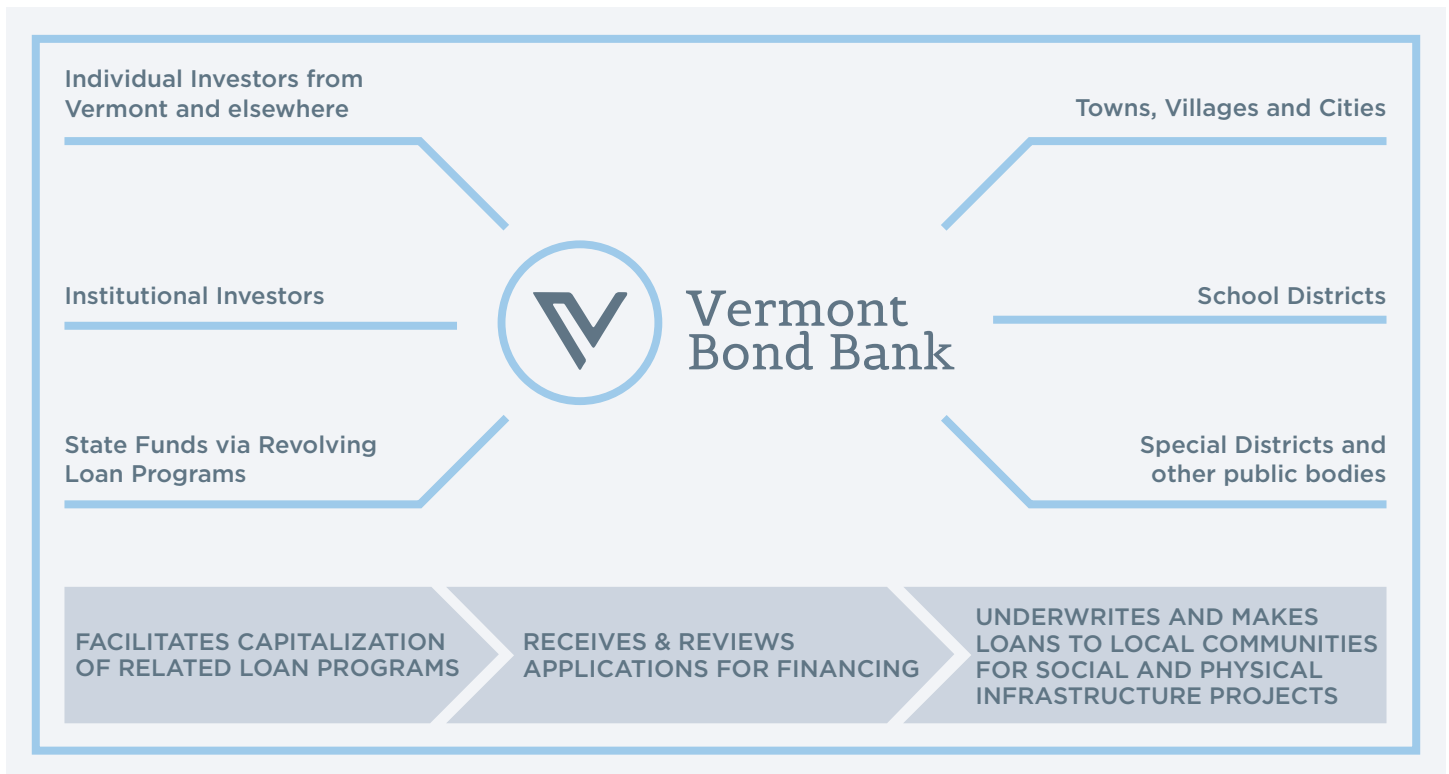 Individual Investors from
Vermont and elsewhere
Towns, Villages and Cities
Institutional Investors
Vermont
Bond Bank
School Districts
State Funds via Revolving
Loan Programs
Special Districts and
other public bodies
FACILITATES CAPITALIZATION
OF RELATED LOAN PROGRAMS
RECEIVES & REVIEWS
APPLICATIONS FOR FINANCING
UNDERWRITES AND MAKES
LOANS TO LOCAL COMMUNITIES
FOR SOCIAL AND PHYSICAL
INFRASTRUCTURE PROJECTS